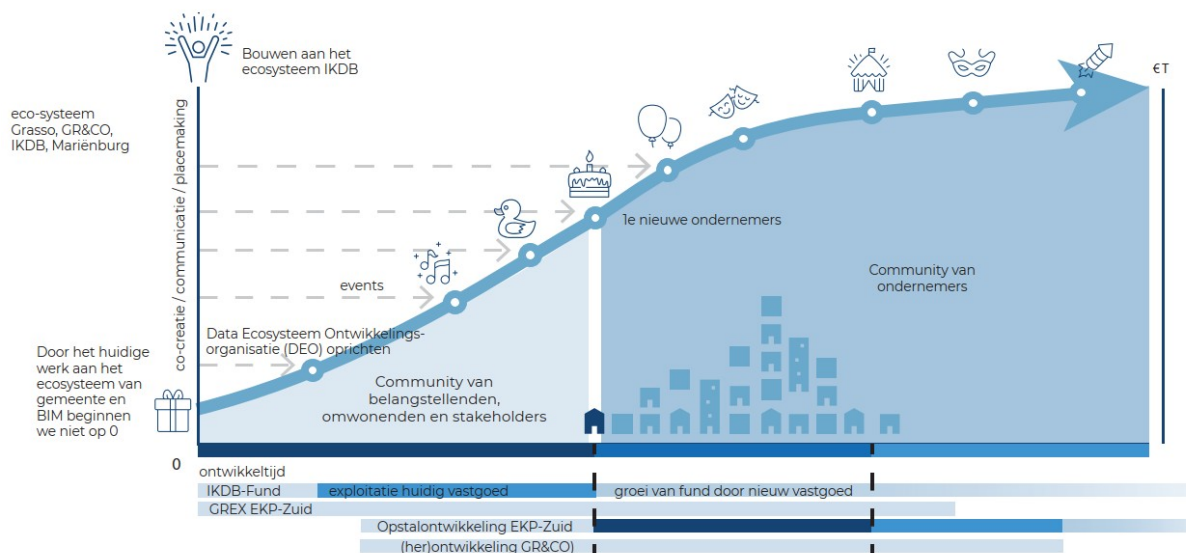 Bouwen aan het
ecosysteem IKDB
€T
eco-systeem
Grasso, GR&CO,
IKDB, Mariënburg
co-creatie / communicatie / placemaking
1e nieuwe ondernemers
Community van
ondernemers
events
Data Ecosysteem Ontwikkelings-
organisatie (DEO) oprichten
Door het huidige
werk aan het
ecosysteem van
gemeente en
BIM beginnen
we niet op 0
Community van
belangstellenden,
omwonenden en stakeholders
0
ontwikkeltijd
IKDB-Fund
exploitatie huidig vastgoed
groei van fund door nieuw vastgoed
GREX EKP-Zuid
Opstalontwikkeling EKP-Zuid
(her)ontwikkeling GR&CO)